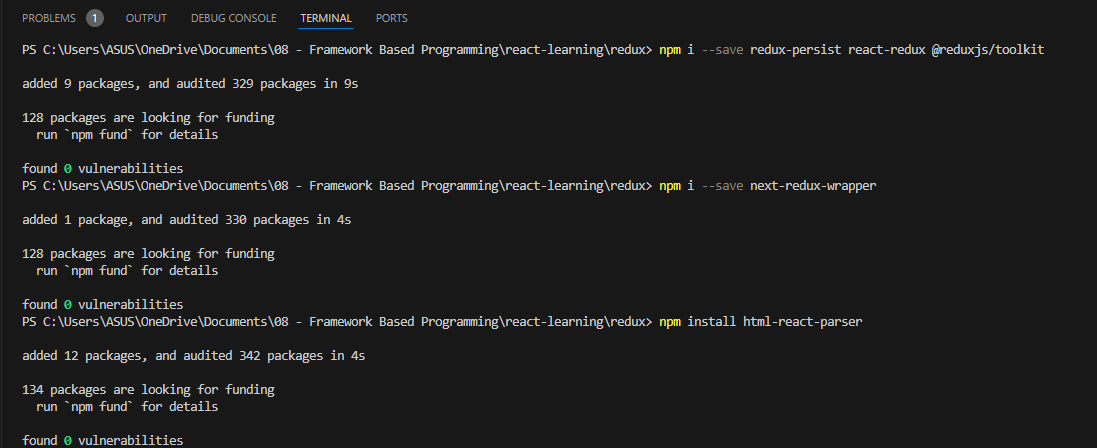 PROBLEMS 1 OUTPUT DEBUG CONSOLE TERMINAL PORTS
PS C:\Users\ASUS\OneDrive\Documents\08 - Framework Based Programming\react-learning\redux> npm i --save redux-persist react-redux @reduxjs/toolkit
added 9 packages, and audited 329 packages in 9s
128 packages are looking for funding
  run `npm fund` for details
found 0 vulnerabilities
PS C:\Users\ASUS\OneDrive\Documents\08 - Framework Based Programming\react-learning\redux> npm i --save next-redux-wrapper
added 1 package, and audited 330 packages in 4s
128 packages are looking for funding
  run `npm fund` for details
found 0 vulnerabilities
PS C:\Users\ASUS\OneDrive\Documents\08 - Framework Based Programming\react-learning\redux> npm install html-react-parser
added 12 packages, and audited 342 packages in 4s
134 packages are looking for funding
  run `npm fund` for details
found 0 vulnerabilities